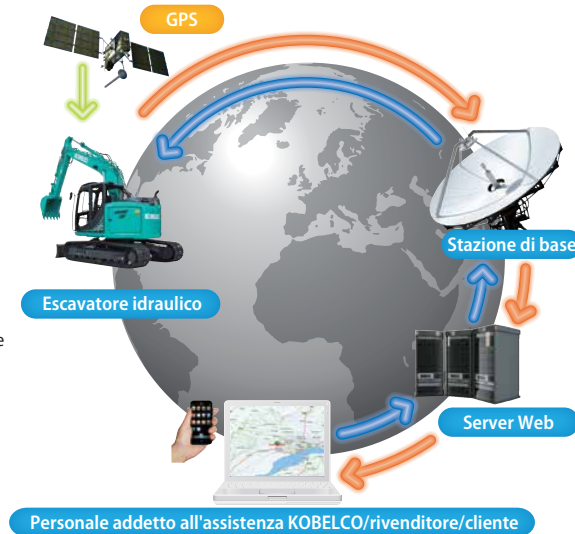 GPS
Stazione di base
Escavatore idraulico
e
Server Web
Personale addetto all'assistenza KOBELCO/rivenditore/cliente